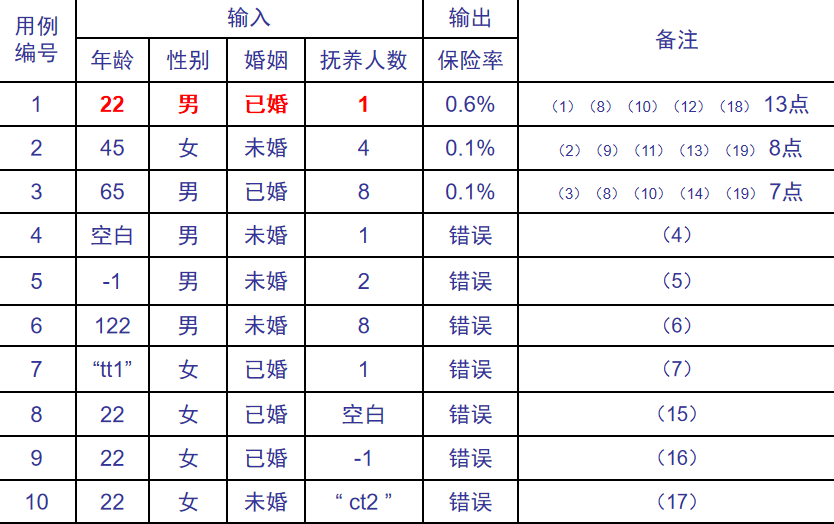 用例编号 输入 输出 备注
年龄 性别 婚姻 抚养人数 保险率
1 22 男 已婚 1 0.6% （1）（8）（10）（12）（18）13点
2 45 女 未婚 4 0.1% （2）（9）（11）（13）（19）8点
3 65 男 已婚 8 0.1% （3）（8）（10）（14）（19）7点
4 空白 男 未婚 1 错误 （4）
5 -1 男 未婚 2 错误 （5）
6 122 男 未婚 8 错误 （6）
7 “tt1” 女 已婚 1 错误 （7）
8 22 女 已婚 空白 错误 （15）
9 22 女 已婚 -1 错误 （16）
10 22 女 未婚 “ ct2 ” 错误 （17）